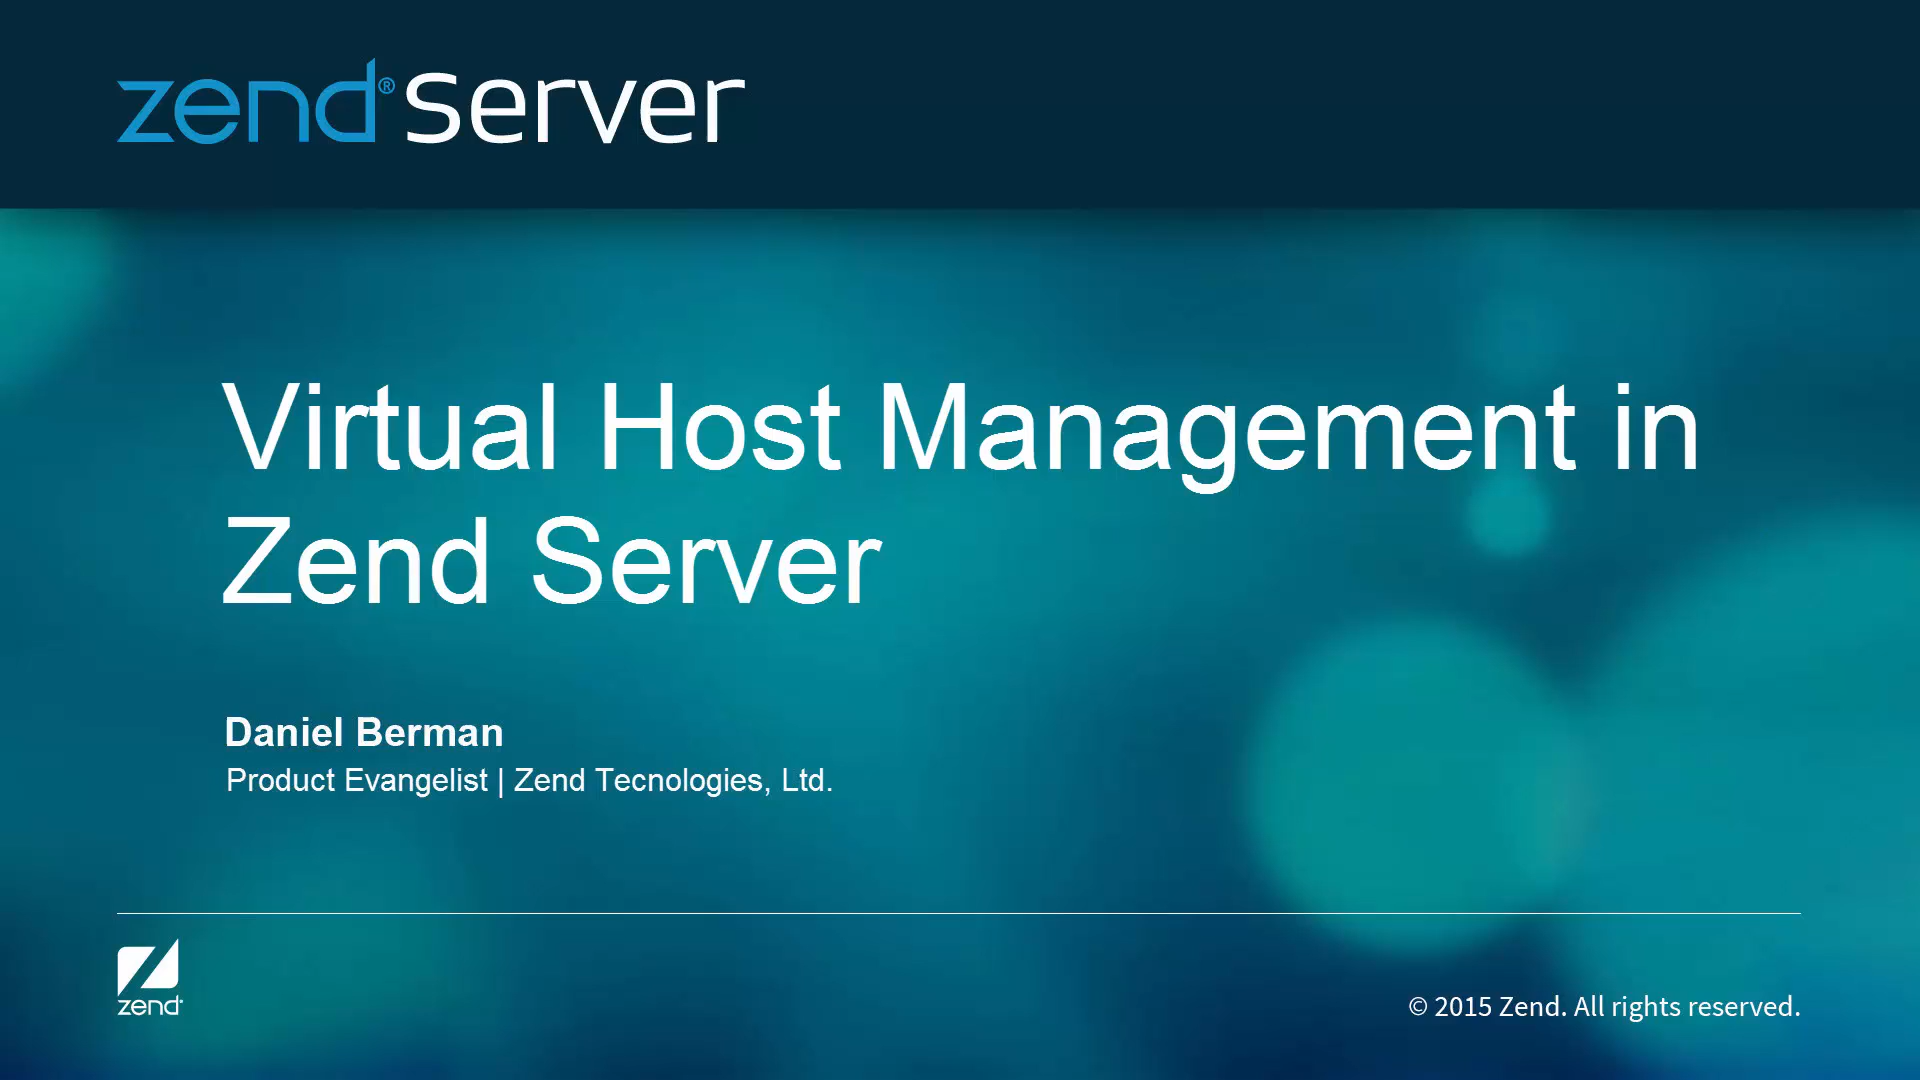 zend® Server
Virtual Host Management in
Zend Server
Daniel Berman
Product Evangelist | Zend Tecnologies, Ltd.
zend
© 2015 Zend. All rights reserved.